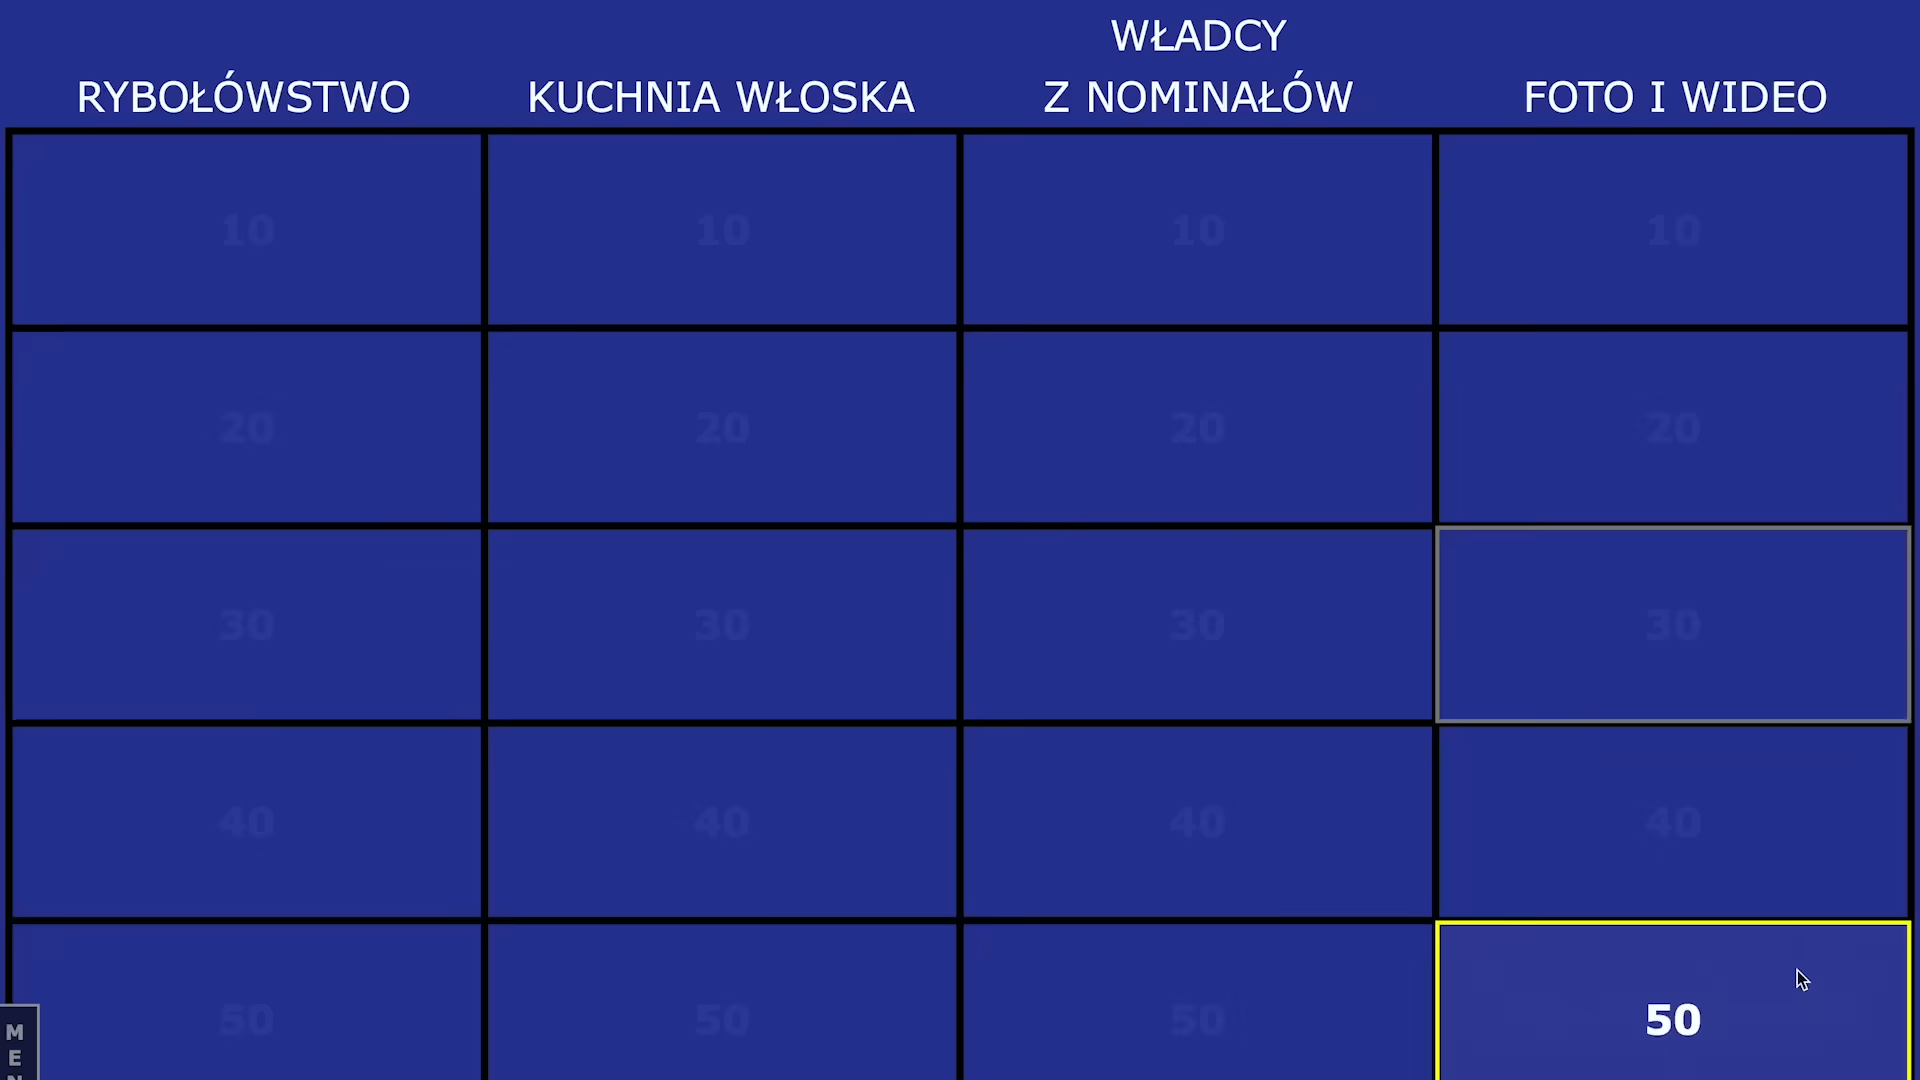 WŁADCY
RYBOŁÓWSTWO KUCHNIA WŁOSKA Z NOMINAŁÓW FOTO I WIDEO
10 10 10 10
20 20 20 20
30 30 30 30
40 40 40 40
50 50 50 50
M
E
N